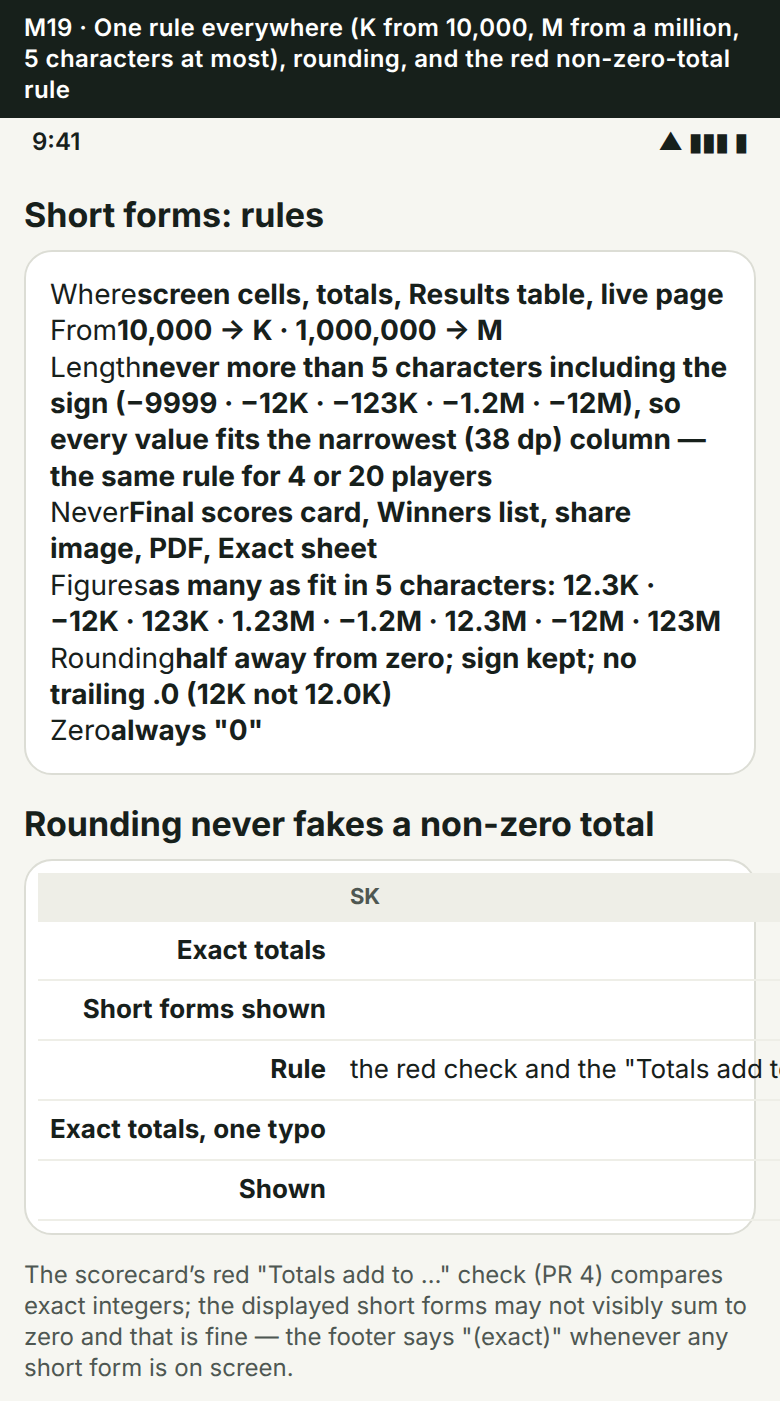 M19 · One rule everywhere (K from 10,000, M from a million,
5 characters at most), rounding, and the red non-zero-total
rule
9:41
Short forms: rules
Wherescreen cells, totals, Results table, live page
From10,000 → K · 1,000,000 → M
Lengthnever more than 5 characters including the
sign (−9999 · −12K · −123K · −1.2M · −12M), so
every value fits the narrowest (38 dp) column —
the same rule for 4 or 20 players
NeverFinal scores card, Winners list, share
image, PDF, Exact sheet
Figuresas many as fit in 5 characters: 12.3K ·
−12K · 123K · 1.23M · −1.2M · 12.3M · −12M · 123M
Roundinghalf away from zero; sign kept; no
trailing .0 (12K not 12.0K)
Zeroalways "0"
Rounding never fakes a non-zero total
SK
Exact totals
Short forms shown
Rule the red check and the "Totals add
Exact totals, one typo
Shown
The scorecard’s red "Totals add to …" check (PR 4) compares
exact integers; the displayed short forms may not visibly sum to
zero and that is fine — the footer says "(exact)" whenever any
short form is on screen.